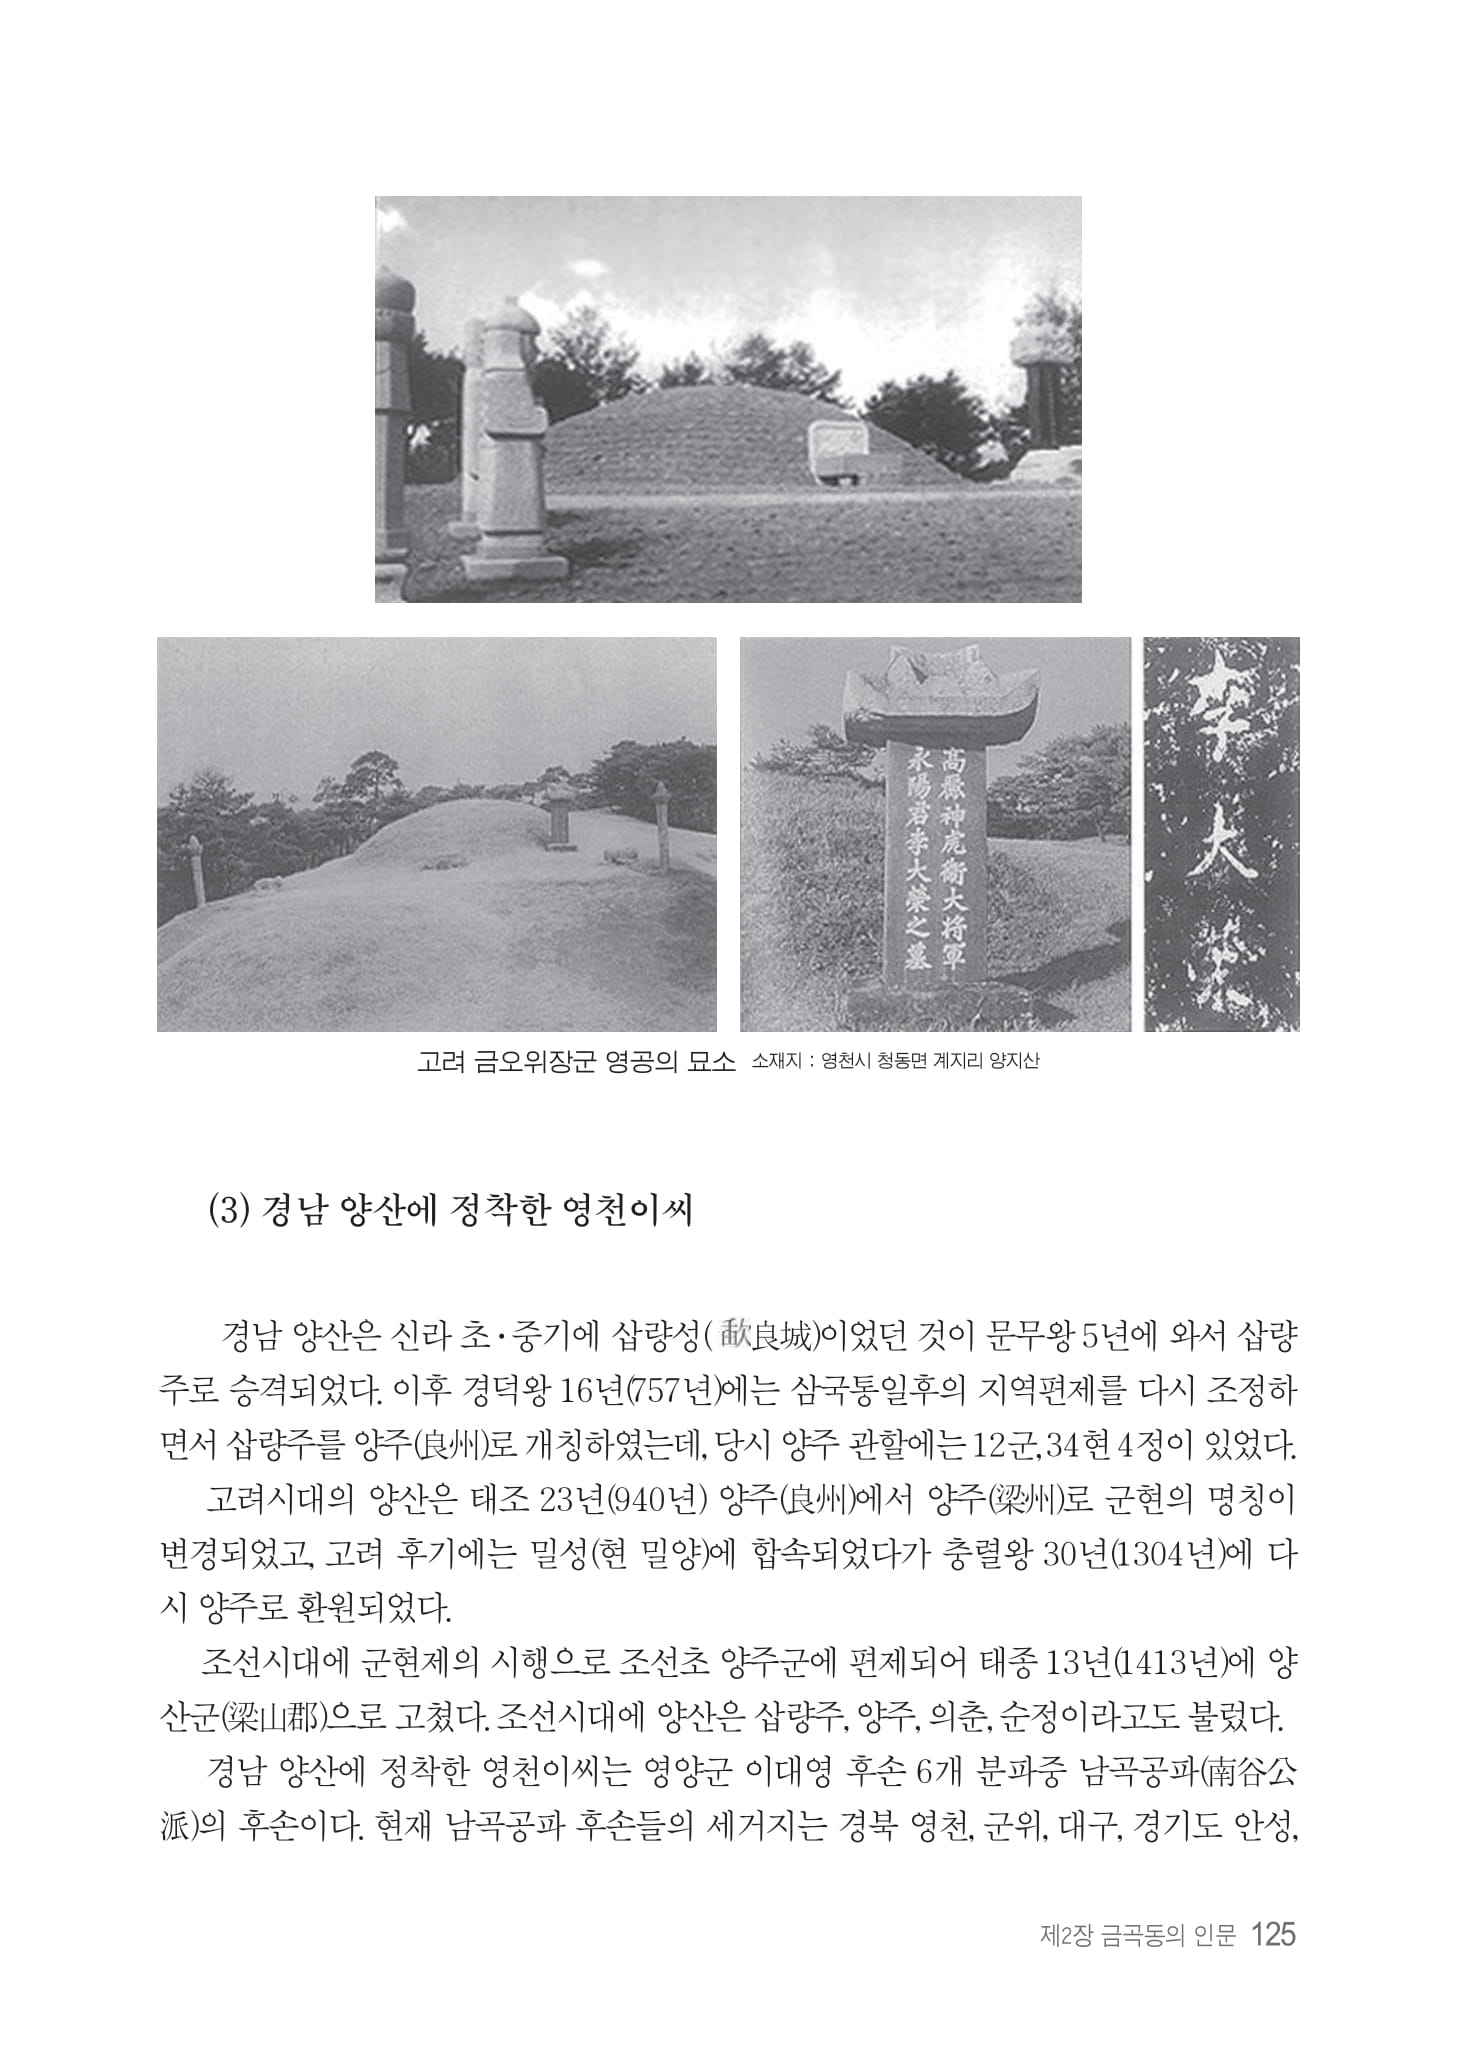 高麗神虎衛大将軍
永陽君李大榮之墓
李大榮
고려 금오위장군 영공의 묘소 소재지 : 영천시 청동면 계지리 양지산
(3) 경남 양산에 정착한 영천이씨
경남 양산은 신라 초·중기에 삽량성( 歃良城)이었던 것이 문무왕 5년에 와서 삽량
주로 승격되었다. 이후 경덕왕 16년(757년)에는 삼국통일후의 지역편제를 다시 조정하
면서 삽량주를 양주(良州)로 개칭하였는데, 당시 양주 관할에는 12군, 34현 4정이 있었다.
고려시대의 양산은 태조 23년(940년) 양주(良州)에서 양주(梁州)로 군현의 명칭이
변경되었고, 고려 후기에는 밀성(현 밀양)에 합속되었다가 충렬왕 30년(1304년)에 다
시 양주로 환원되었다.
조선시대에 군현제의 시행으로 조선초 양주군에 편제되어 태종 13년(1413년)에 양
산군(梁山郡)으로 고쳤다. 조선시대에 양산은 삽량주, 양주, 의춘, 순정이라고도 불렀다.
경남 양산에 정착한 영천이씨는 영양군 이대영 후손 6개 분파중 남곡공파(南谷公
派)의 후손이다. 현재 남곡공파 후손들의 세거지는 경북 영천, 군위, 대구, 경기도 안성,
제2장 금곡동의 인문 125